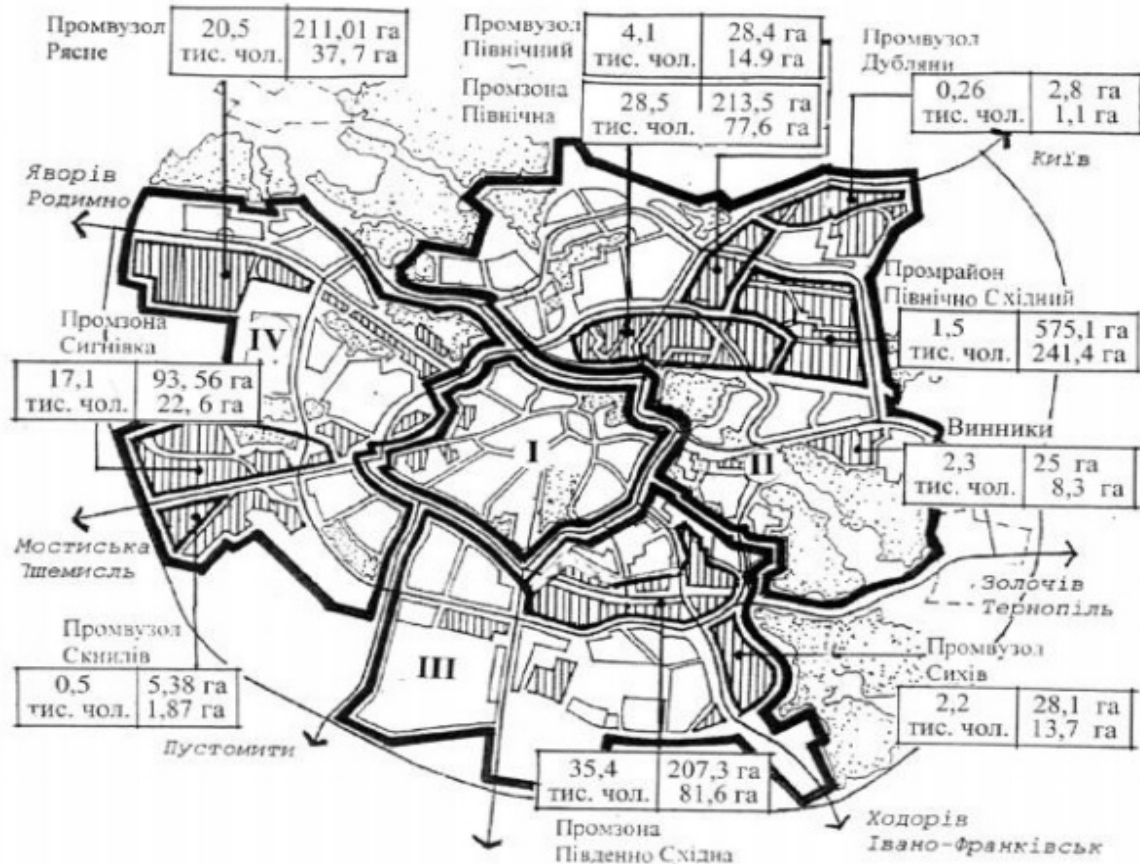 Промвузол
Рясне
20,5
тис. чол.
211,01 га
37,7 га
Промвузол
Північний
4,1
тис. чол.
28,4 га
14.9 га
Промзона
Північна
28,5
тис. чол.
213,5 га
77,6 га
Промвузол
Дубляни
0,26
тис. чол.
2,8 га
1,1 га
Київ
Яворів
Родимно
Промрайон
Північно Східний
1,5
тис. чол.
575,1 га
241,4 га
Промзона
Сигнівка
17,1
тис. чол.
93, 56 га
22, 6 га
IV
I
II
III
Винники
2,3
тис. чол.
25 га
8,3 га
Мостиська
Золочів
Тернопіль
Промвузол
Скнилів
0,5
тис. чол.
5,38 га
1,87 га
Промвузол
Сихів
2,2
тис. чол.
28,1 га
13,7 га
Пустомити
35,4
тис. чол.
207,3 га
81,6 га
Промзона
Південно Східна
Ходорів
Івано-Франківськ